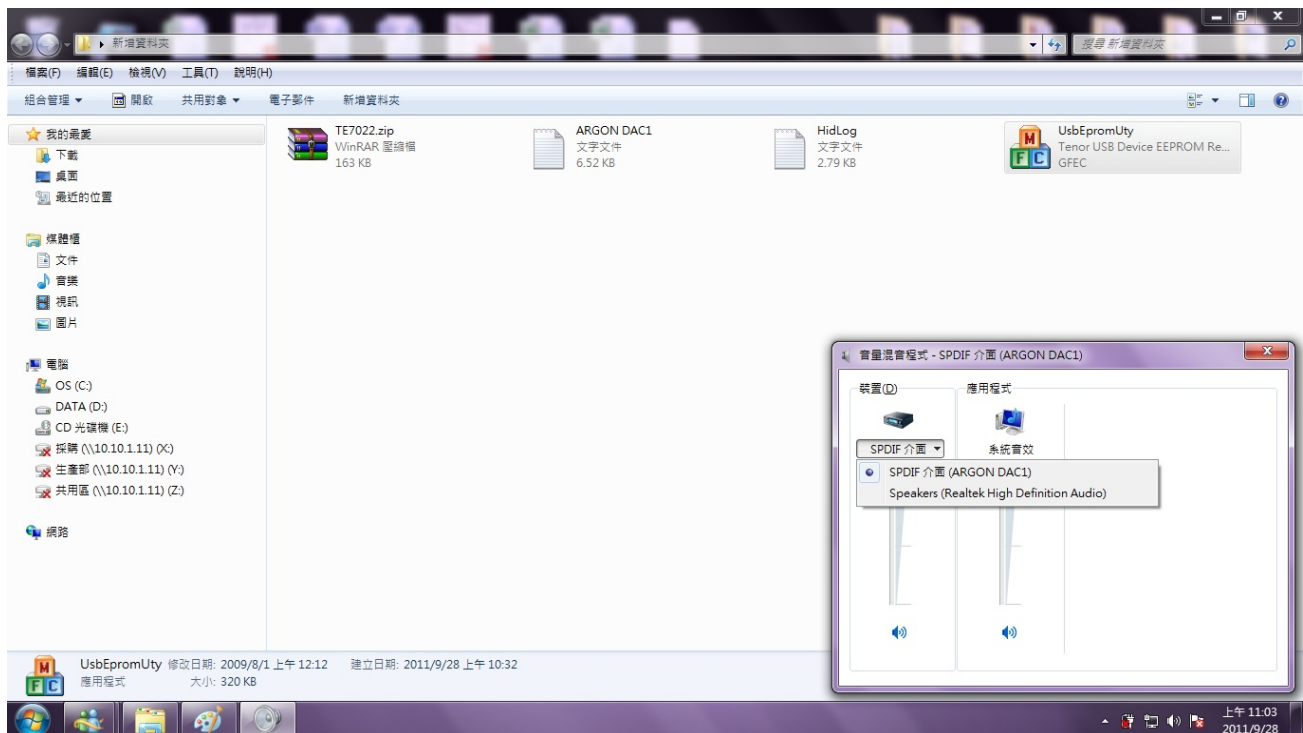 新增資料夾
搜尋 新增資料夾
檔案(F) 編輯(E) 檢視(V) 工具(T) 說明(H)
組合管理 開啟 共用對象 電子郵件 新增資料夾
我的最愛
下載
桌面
最近的位置
媒體櫃
文件
音樂
視訊
圖片
電腦
OS (C:)
DATA (D:)
CD 光碟機 (E:)
採購 (\\10.10.1.11) (X:)
生產部 (\\10.10.1.11) (Y:)
共用區 (\\10.10.1.11) (Z:)
網路
TE7022.zip
WinRAR 壓縮檔
163 KB
ARGON DAC1
文字文件
6.52 KB
HidLog
文字文件
2.79 KB
UsbEpromUty
Tenor USB Device EEPROM Re...
GFEC
音量混音程式 - SPDIF 介面 (ARGON DAC1)
裝置(D) 應用程式
SPDIF 介面 系統音效
SPDIF 介面 (ARGON DAC1)
Speakers (Realtek High Definition Audio)
UsbEpromUty 修改日期: 2009/8/1 上午 12:12 建立日期: 2011/9/28 上午 10:32
應用程式 大小: 320 KB
上午 11:03
2011/9/28